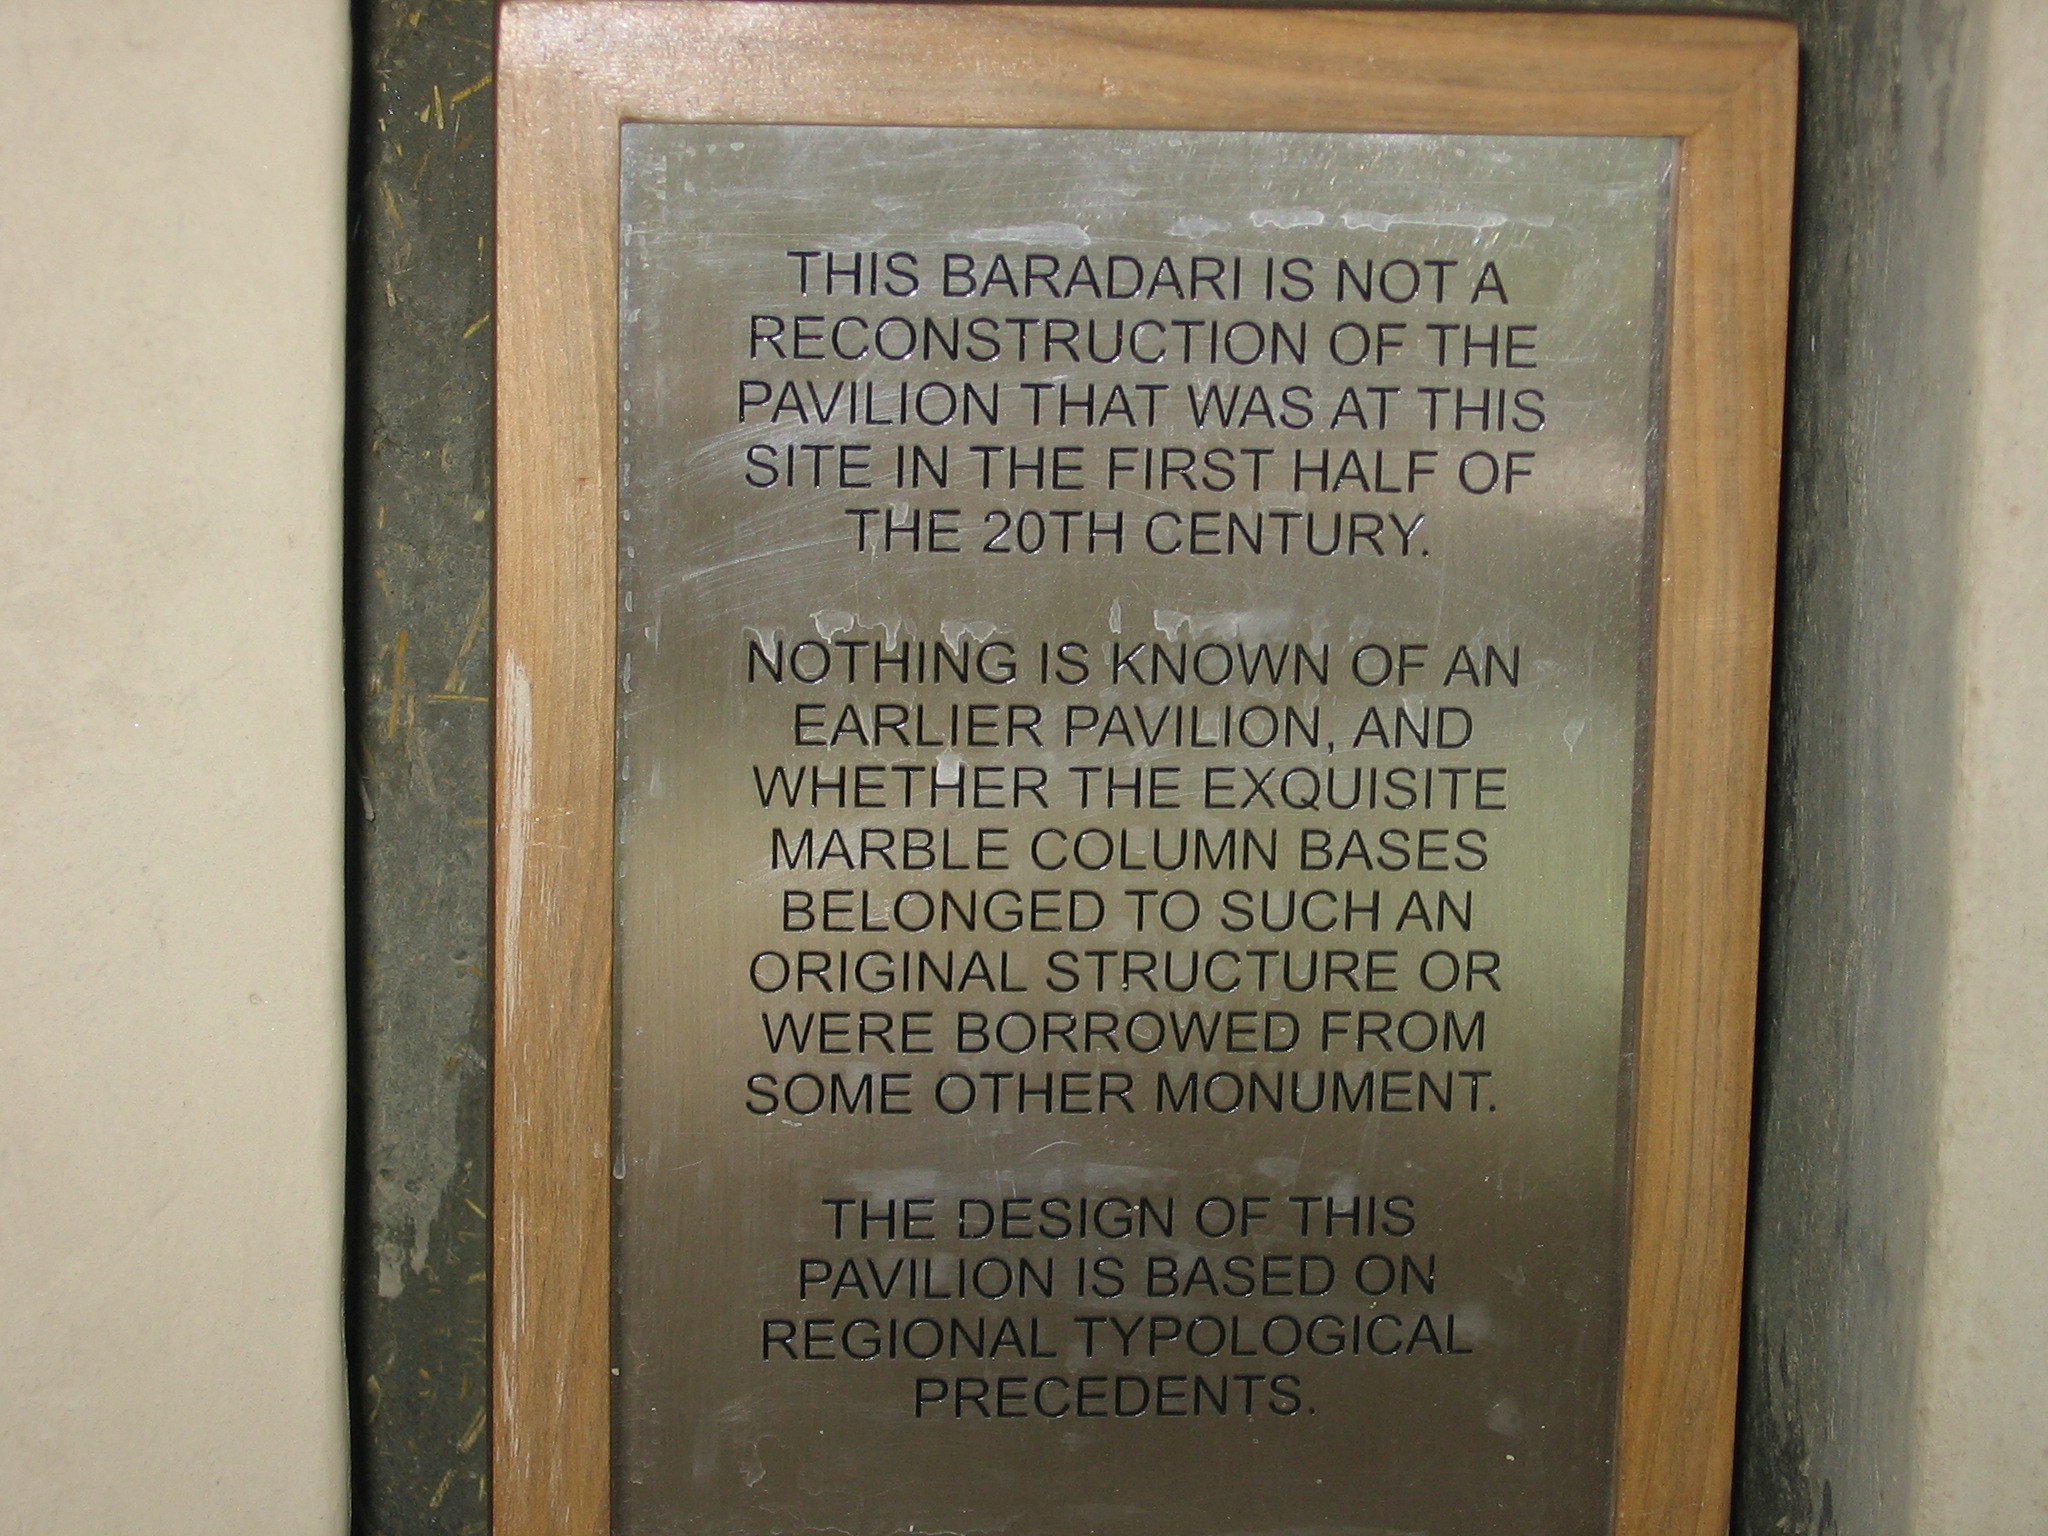 THIS BARADARI IS NOT A
RECONSTRUCTION OF THE
PAVILION THAT WAS AT THIS
SITE IN THE FIRST HALF OF
THE 20TH CENTURY.
NOTHING IS KNOWN OF AN
EARLIER PAVILION, AND
WHETHER THE EXQUISITE
MARBLE COLUMN BASES
BELONGED TO SUCH AN
ORIGINAL STRUCTURE OR
WERE BORROWED FROM
SOME OTHER MONUMENT.
THE DESIGN OF THIS
PAVILION IS BASED ON
REGIONAL TYPOLOGICAL
PRECEDENTS.